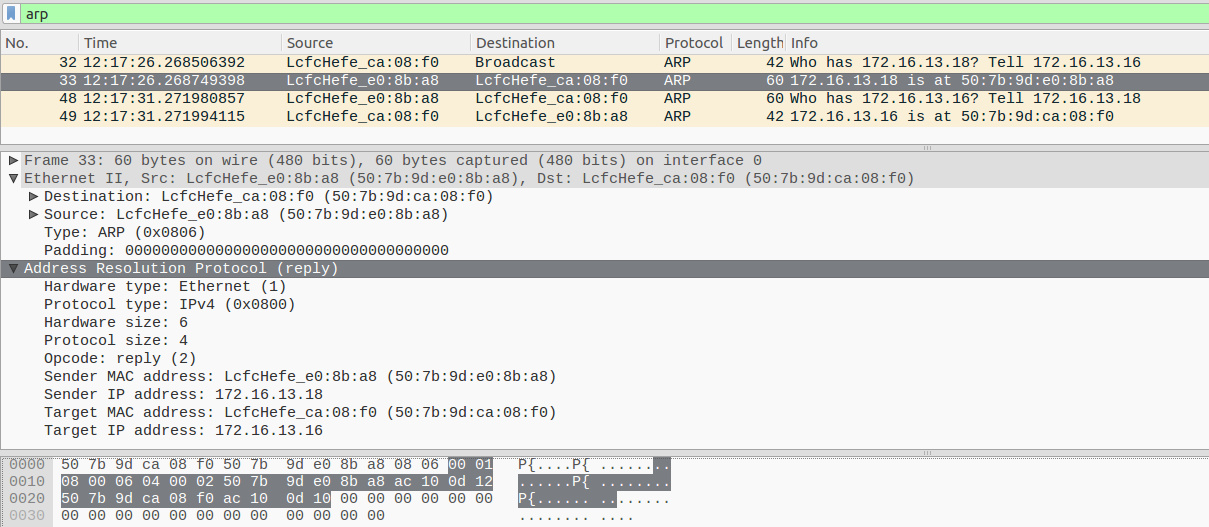 arp
No. Time Source Destination Protocol Length Info
32 12:17:26.268506392 LcfcHefe_ca:08:f0 Broadcast ARP 42 Who has 172.16.13.18? Tell 172.16.13.16
33 12:17:26.268749398 LcfcHefe_e0:8b:a8 LcfcHefe_ca:08:f0 ARP 60 172.16.13.18 is at 50:7b:9d:e0:8b:a8
48 12:17:31.271980857 LcfcHefe_e0:8b:a8 LcfcHefe_ca:08:f0 ARP 60 Who has 172.16.13.16? Tell 172.16.13.18
49 12:17:31.271994115 LcfcHefe_ca:08:f0 LcfcHefe_e0:8b:a8 ARP 42 172.16.13.16 is at 50:7b:9d:ca:08:f0
Frame 33: 60 bytes on wire (480 bits), 60 bytes captured (480 bits) on interface 0
Ethernet II, Src: LcfcHefe_e0:8b:a8 (50:7b:9d:e0:8b:a8), Dst: LcfcHefe_ca:08:f0 (50:7b:9d:ca:08:f0)
Destination: LcfcHefe_ca:08:f0 (50:7b:9d:ca:08:f0)
Source: LcfcHefe_e0:8b:a8 (50:7b:9d:e0:8b:a8)
Type: ARP (0x0806)
Padding: 000000000000000000000000000000000000
Address Resolution Protocol (reply)
Hardware type: Ethernet (1)
Protocol type: IPv4 (0x0800)
Hardware size: 6
Protocol size: 4
Opcode: reply (2)
Sender MAC address: LcfcHefe_e0:8b:a8 (50:7b:9d:e0:8b:a8)
Sender IP address: 172.16.13.18
Target MAC address: LcfcHefe_ca:08:f0 (50:7b:9d:ca:08:f0)
Target IP address: 172.16.13.16
0000 50 7b 9d ca 08 f0 50 7b 9d e0 8b a8 08 06 00 01 P{....P{ ........
0010 08 00 06 04 00 02 50 7b 9d e0 8b a8 ac 10 0d 12 ......P{ ........
0020 50 7b 9d ca 08 f0 ac 10 0d 10 00 00 00 00 00 00 P{...... ........
0030 00 00 00 00 00 00 00 00 00 00 00 00 ........ ....